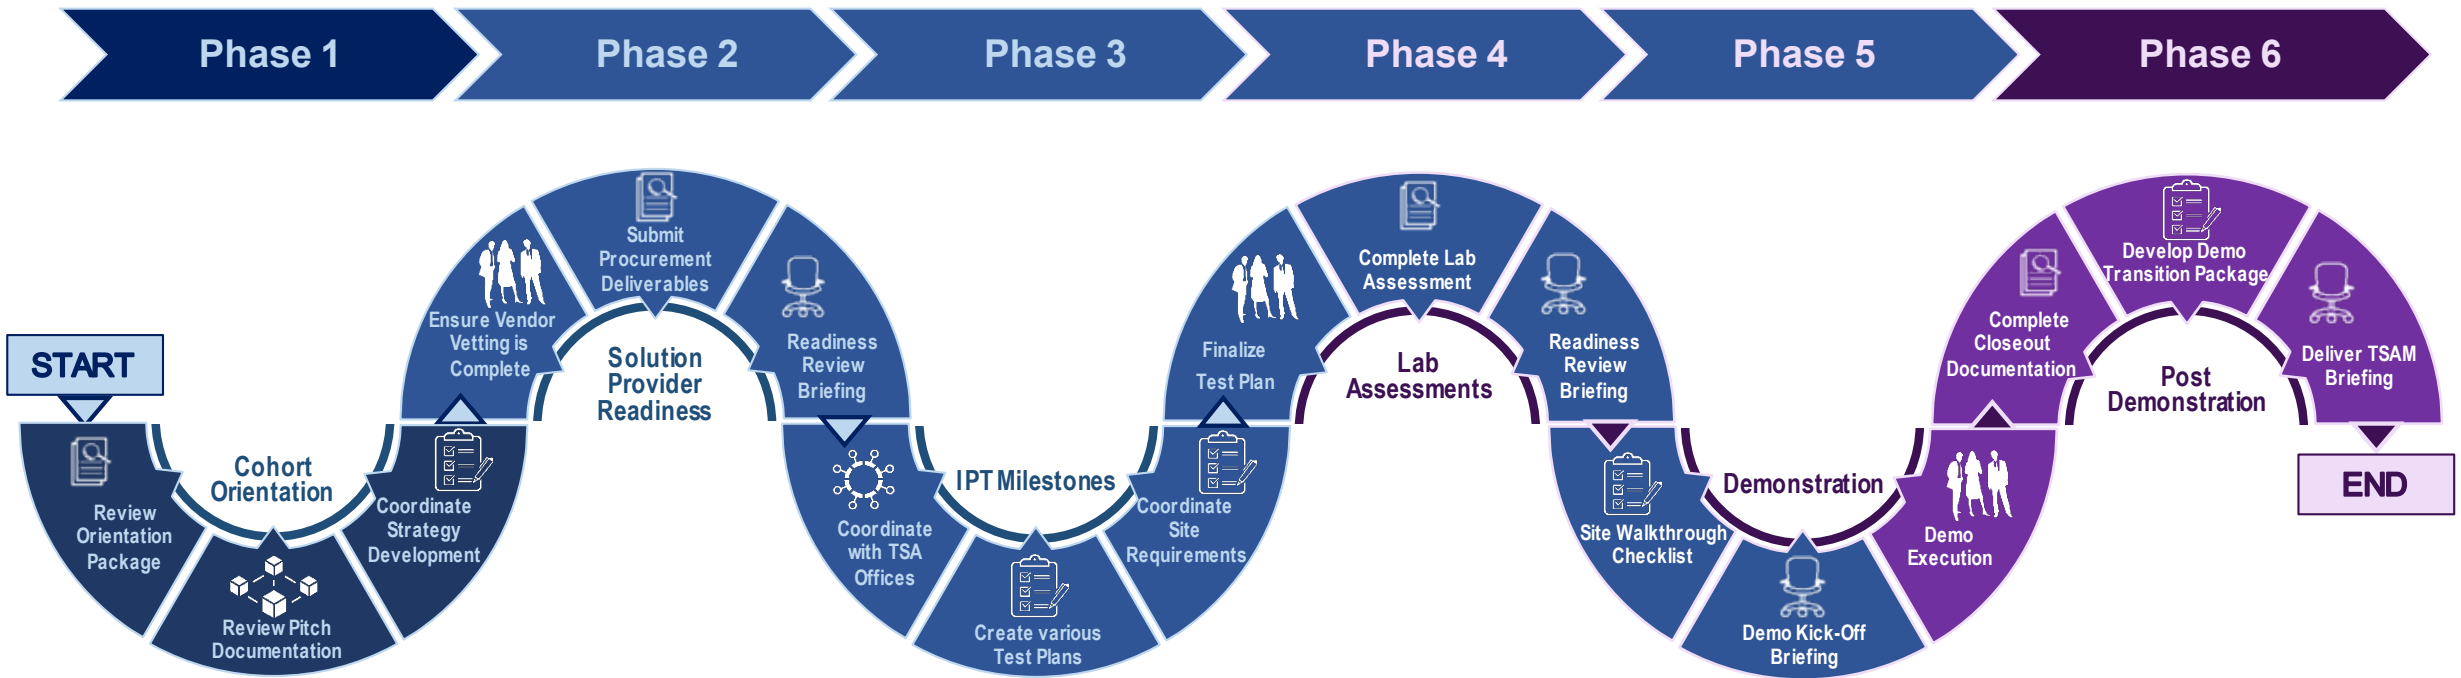 Phase 1
Phase 2
Phase 3
Phase 4
Phase 5
Phase 6
START
Review
Orientation
Package
Review Pitch
Documentation
Coordinate
Strategy
Development
Cohort
Orientation
Ensure Vendor
Vetting is
Complete
Submit
Procurement
Deliverables
Readiness
Review
Briefing
Solution
Provider
Readiness
Coordinate
with TSA
Offices
Create various
Test Plans
Coordinate
Site
Requirements
IPT Milestones
Finalize
Test Plan
Complete Lab
Assessment
Readiness
Review
Briefing
Lab
Assessments
Site Walkthrough
Checklist
Demo Kick-Off
Briefing
Demo
Execution
Demonstration
Complete
Closeout
Documentation
Develop Demo
Transition Package
Deliver TSAM
Briefing
Post
Demonstration
END